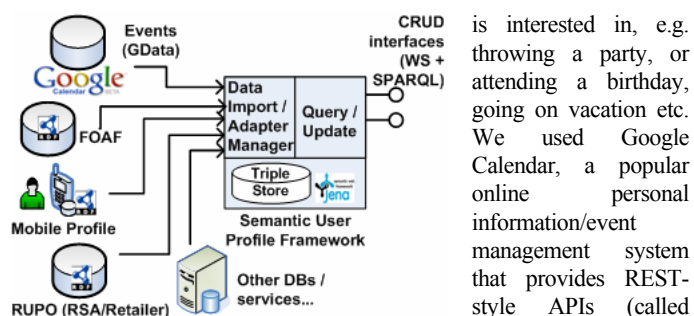 Events
(GData)
Google
Calendar BETA
FOAF
Mobile Profile
RUPO (RSA/Retailer)
Data
Import /
Adapter
Manager
Query /
Update
Triple
Store
jena
Semantic User
Profile Framework
Other DBs /
services...
CRUD
interfaces
(WS +
SPARQL)
is interested in, e.g.
throwing a party, or
attending a birthday,
going on vacation etc.
We used Google
Calendar, a popular
online personal
information/event
management system
that provides REST-
style APIs (called